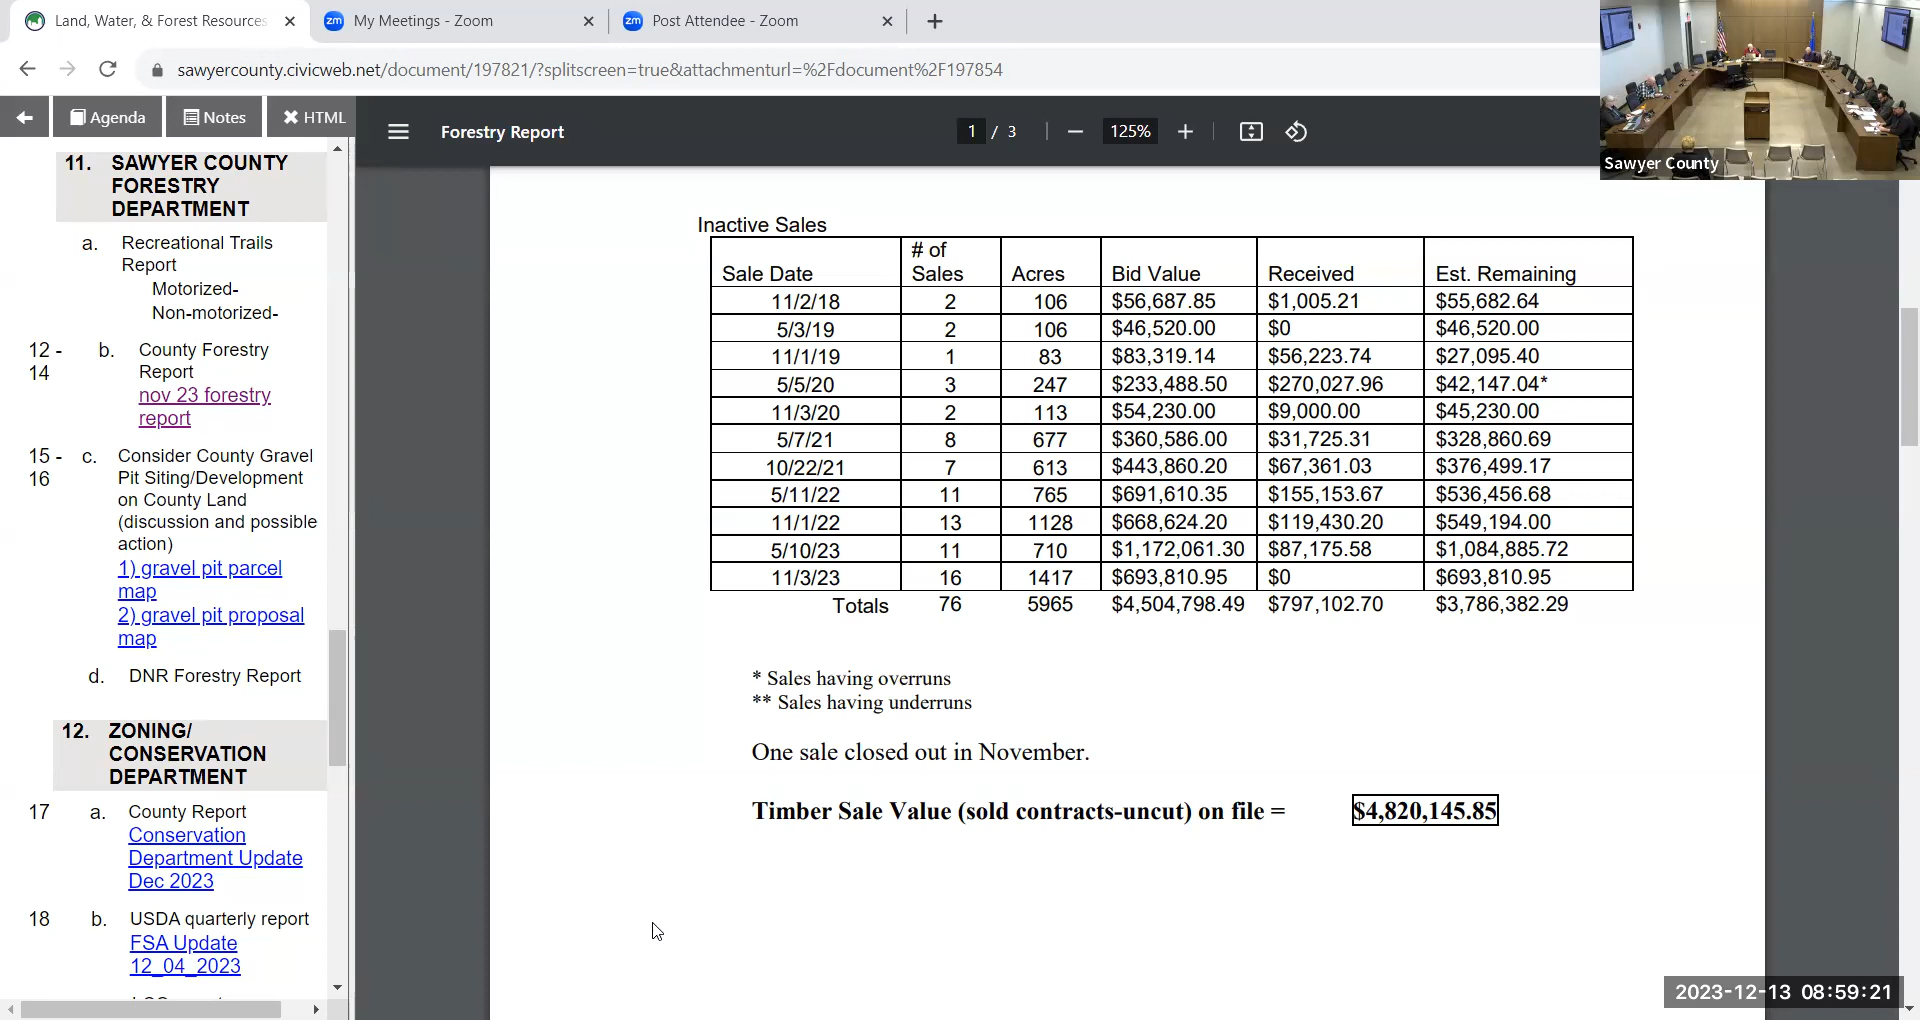 Land, Water, & Forest Resources
My Meetings - Zoom
Post Attendee - Zoom
sawyercounty.civicweb.net/document/197821/?splitscreen=true&attachmenturl=%2Fdocument%2F197854
Agenda
Notes
HTML
Forestry Report
1 / 3
125%
Sawyer County
11. SAWYER COUNTY
FORESTRY
DEPARTMENT
a. Recreational Trails
Report
Motorized-
Non-motorized-
12 - b. County Forestry
14 Report
nov 23 forestry
report
15 - c. Consider County Gravel
16 Pit Siting/Development
on County Land
(discussion and possible
action)
1) gravel pit parcel
map
2) gravel pit proposal
map
d. DNR Forestry Report
12. ZONING/
CONSERVATION
DEPARTMENT
17 a. County Report
Conservation
Department Update
Dec 2023
18 b. USDA quarterly report
FSA Update
12_04_2023
Inactive Sales
Sale Date # of Sales Acres Bid Value Received Est. Remaining
11/2/18 2 106 $56,687.85 $1,005.21 $55,682.64
5/3/19 2 106 $46,520.00 $0 $46,520.00
11/1/19 1 83 $83,319.14 $56,223.74 $27,095.40
5/5/20 3 247 $233,488.50 $270,027.96 $42,147.04*
11/3/20 2 113 $54,230.00 $9,000.00 $45,230.00
5/7/21 8 677 $360,586.00 $31,725.31 $328,860.69
10/22/21 7 613 $443,860.20 $67,361.03 $376,499.17
5/11/22 11 765 $691,610.35 $155,153.67 $536,456.68
11/1/22 13 1128 $668,624.20 $119,430.20 $549,194.00
5/10/23 11 710 $1,172,061.30 $87,175.58 $1,084,885.72
11/3/23 16 1417 $693,810.95 $0 $693,810.95
Totals 76 5965 $4,504,798.49 $797,102.70 $3,786,382.29
* Sales having overruns
** Sales having underruns
One sale closed out in November.
Timber Sale Value (sold contracts-uncut) on file = $4,820,145.85
2023-12-13 08:59:21